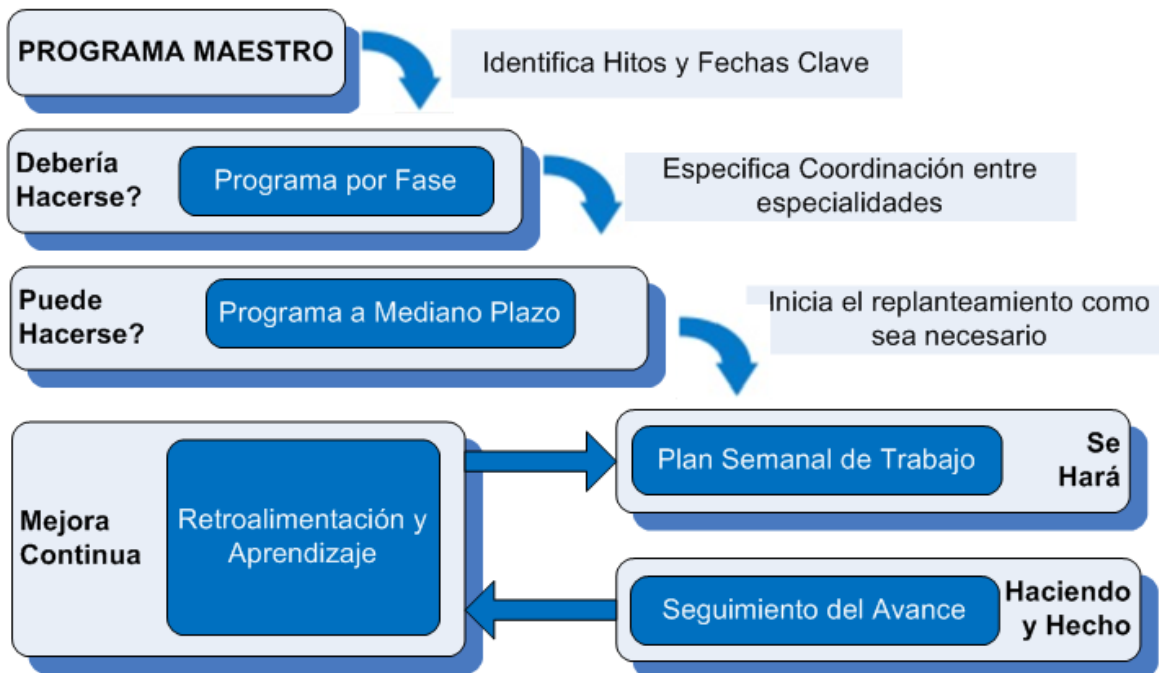 PROGRAMA MAESTRO
Identifica Hitos y Fechas Clave
Debería
Hacerse?
Programa por Fase
Especifica Coordinación entre
especialidades
Puede
Hacerse?
Programa a Mediano Plazo
Inicia el replanteamiento como
sea necesario
Mejora
Continua
Retroalimentación y
Aprendizaje
Plan Semanal de Trabajo
Se
Hará
Seguimiento del Avance
Haciendo
y Hecho